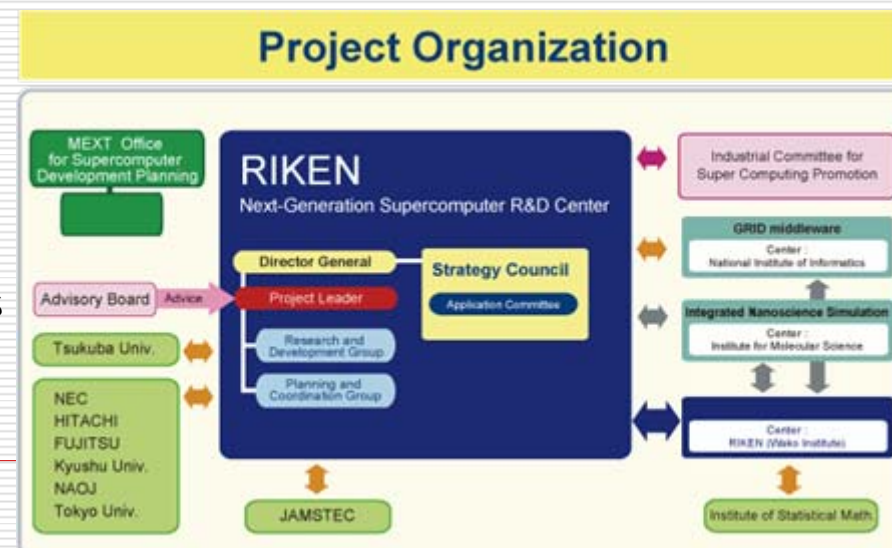 Project Organization
MEXT Office
for Supercomputer
Development Planning
RIKEN
Next-Generation Supercomputer R&D Center
Director General
Project Leader
Research and
Development Group
Planning and
Coordination Group
Strategy Council
Application Committee
Advisory Board
Advice
Tsukuba Univ.
NEC
HITACHI
FUJITSU
Kyushu Univ.
NAOJ
Tokyo Univ.
JAMSTEC
Industrial Committee for
Super Computing Promotion
GRID middleware
Center :
National Institute of Informatics
Integrated Nanoscience Simulation
Center :
Institute for Molecular Science
Center :
RIKEN (Wako Institute)
Institute of Statistical Math.